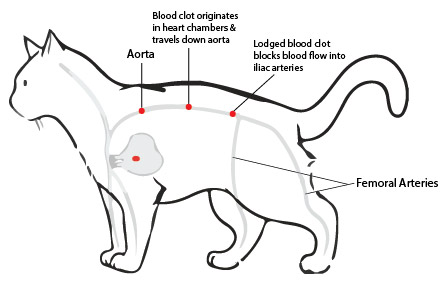 Blood clot originates
in heart chambers &
travels down aorta
Aorta
Lodged blood clot
blocks blood flow into
iliac arteries
Femoral Arteries